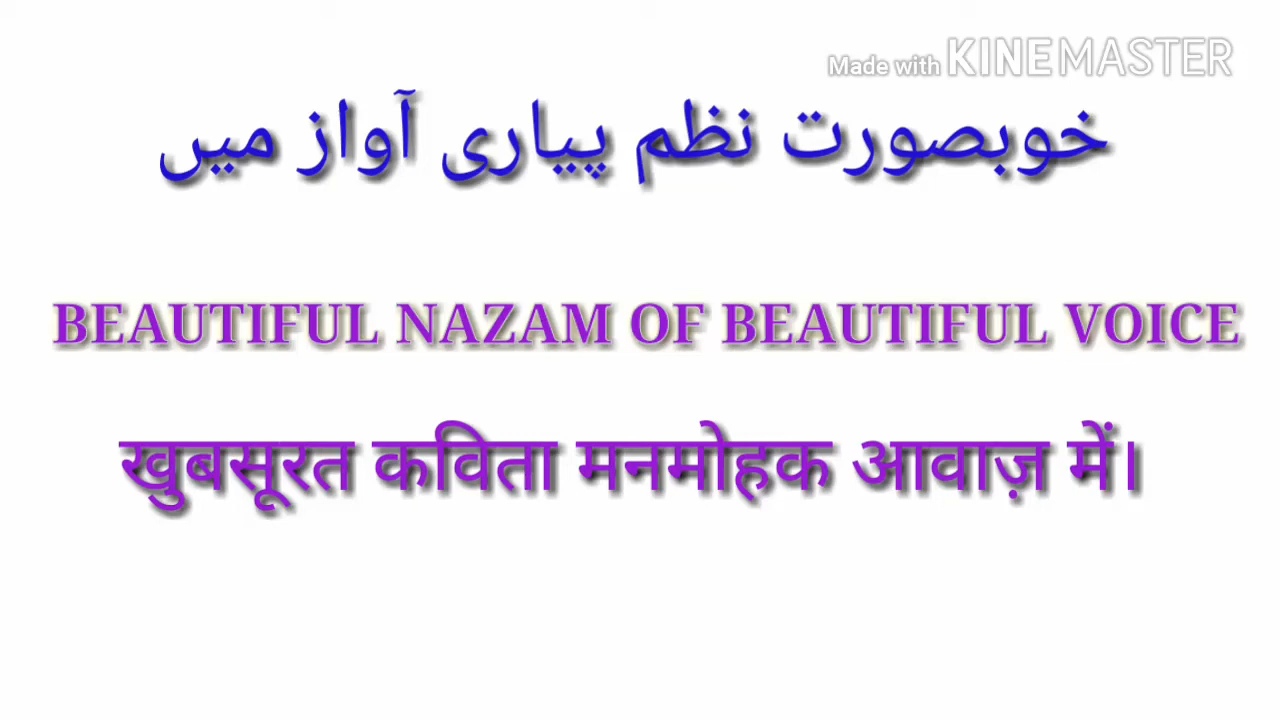 Made with KINEMASTER
خوبصورت نظم پیاری آواز میں
BEAUTIFUL NAZAM OF BEAUTIFUL VOICE
खुबसूरत कविता मनमोहक आवाज़ में।